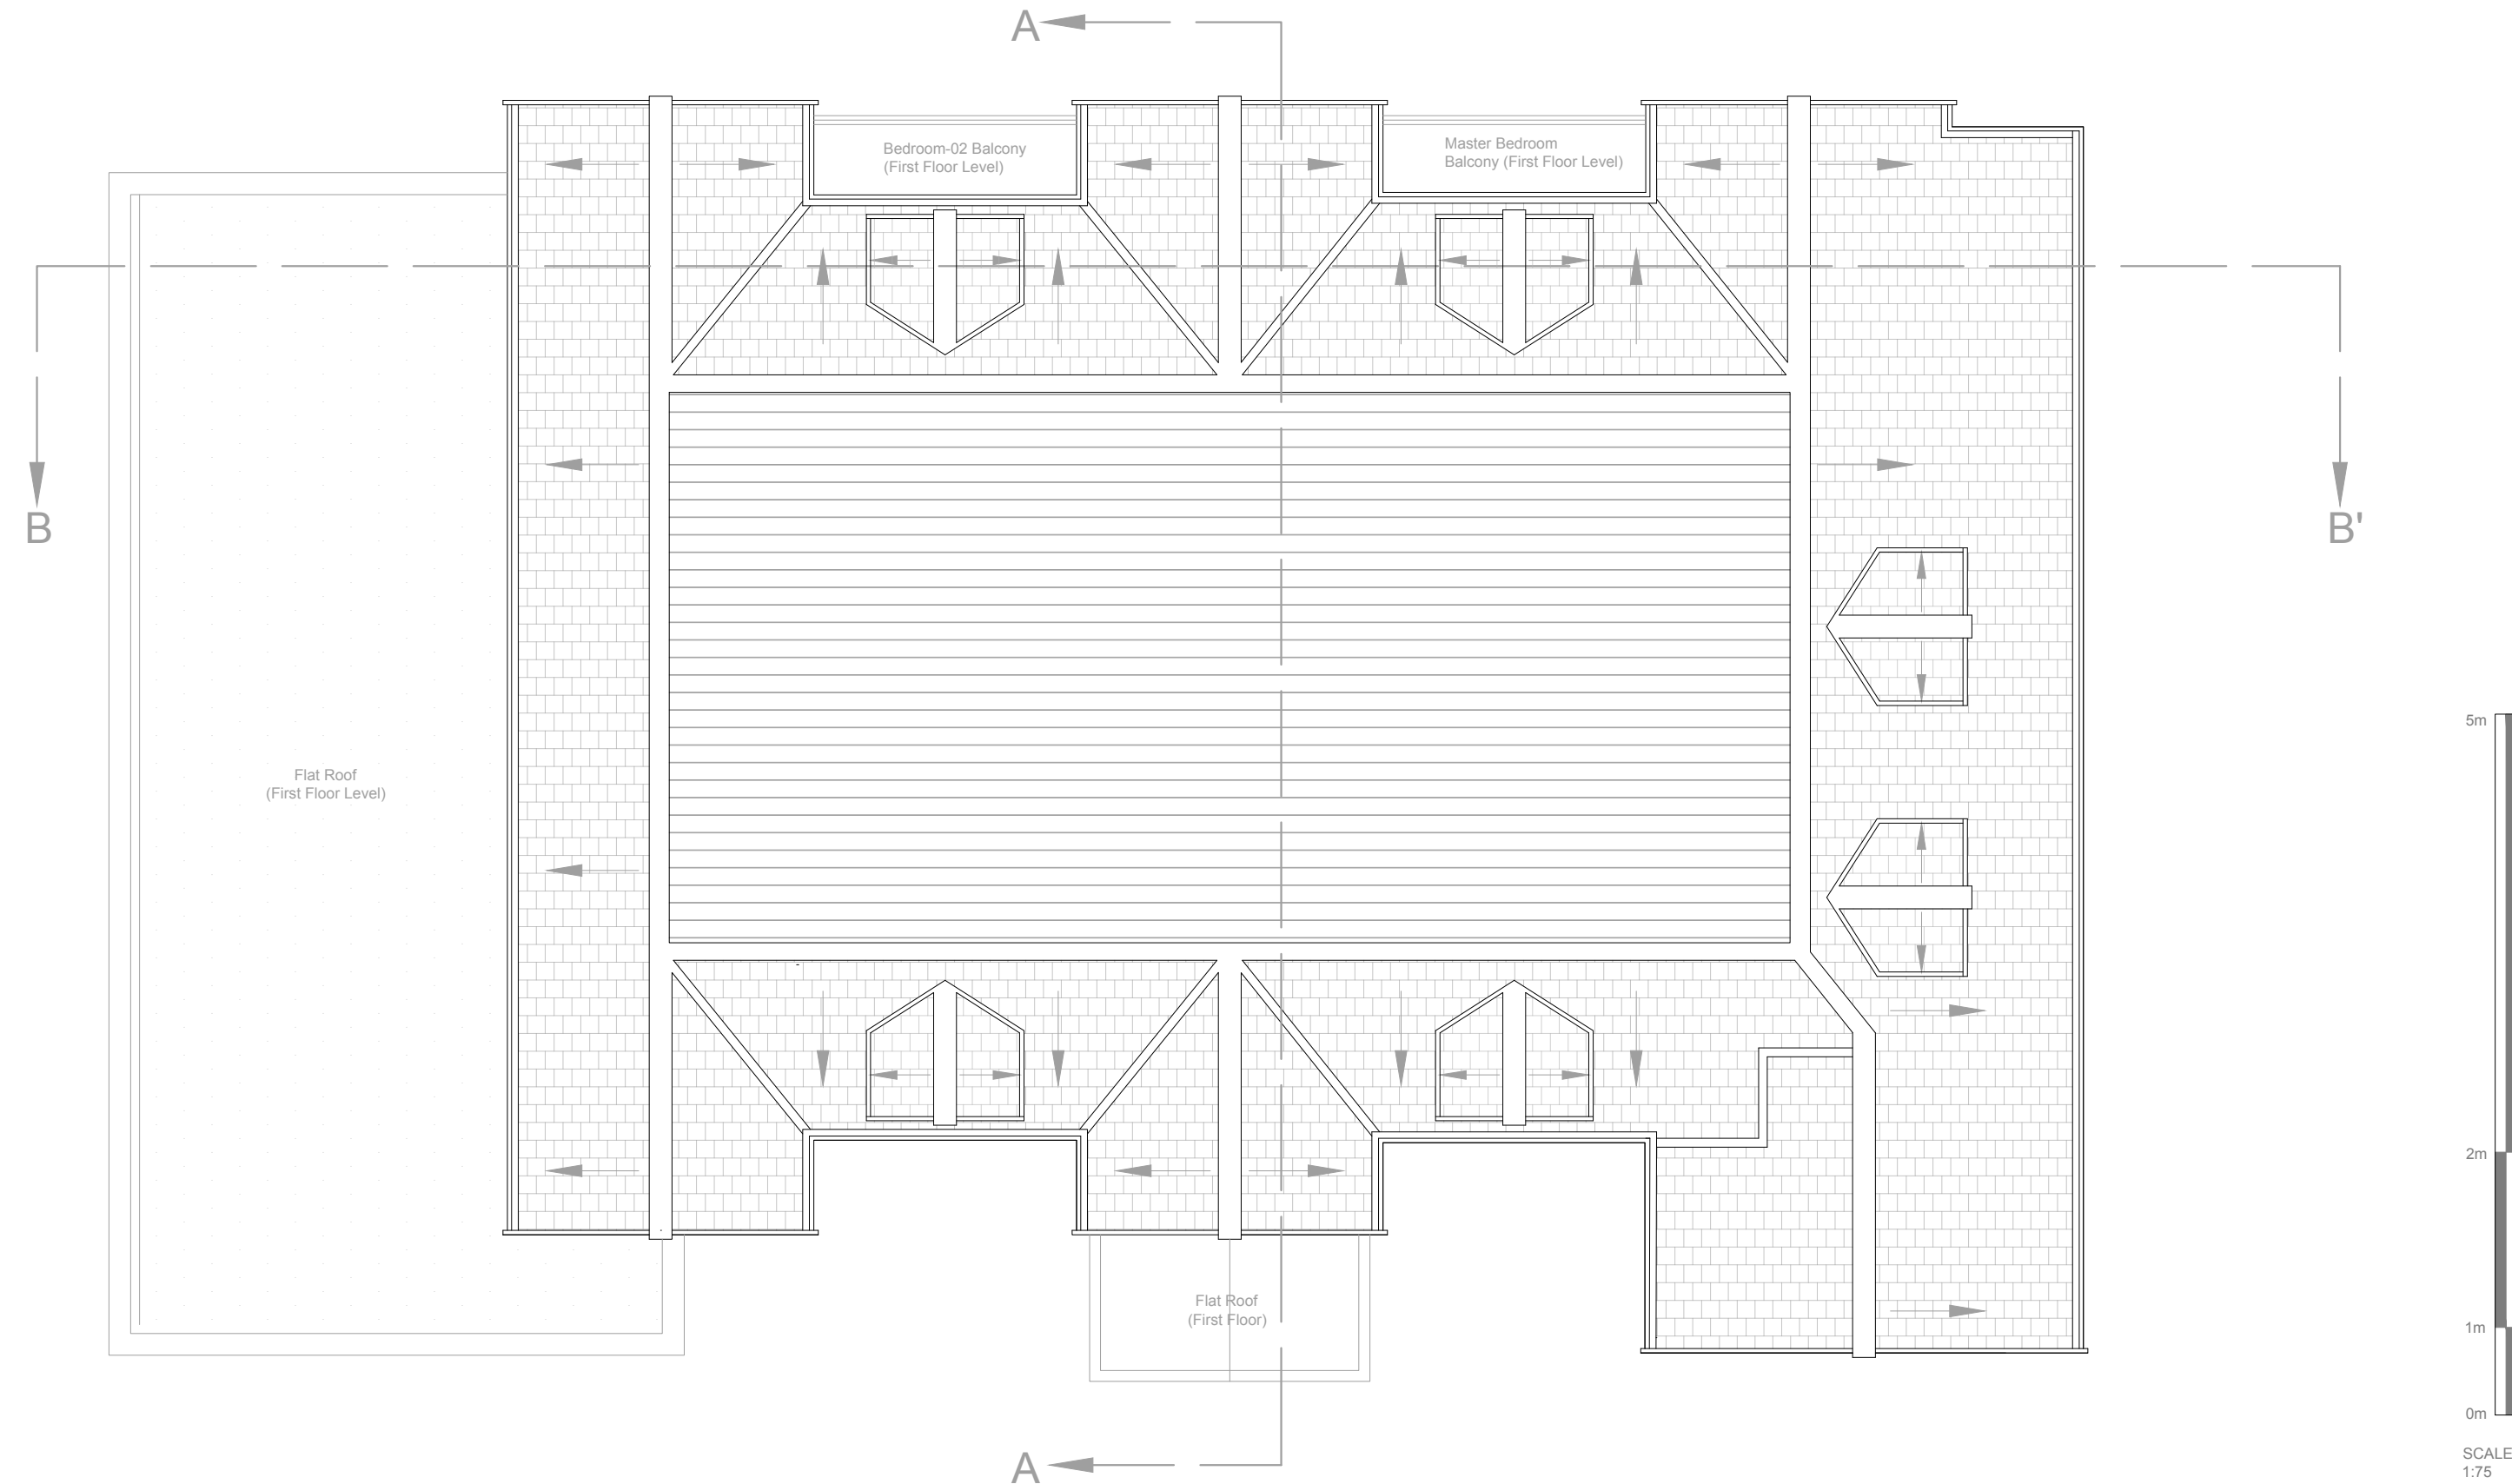 A
Bedroom-02 Balcony
(First Floor Level)
Master Bedroom
Balcony (First Floor Level)
B
B'
5m
Flat Roof
(First Floor Level)
2m
Flat Roof
(First Floor)
1m
0m
A
SCALE
1:75